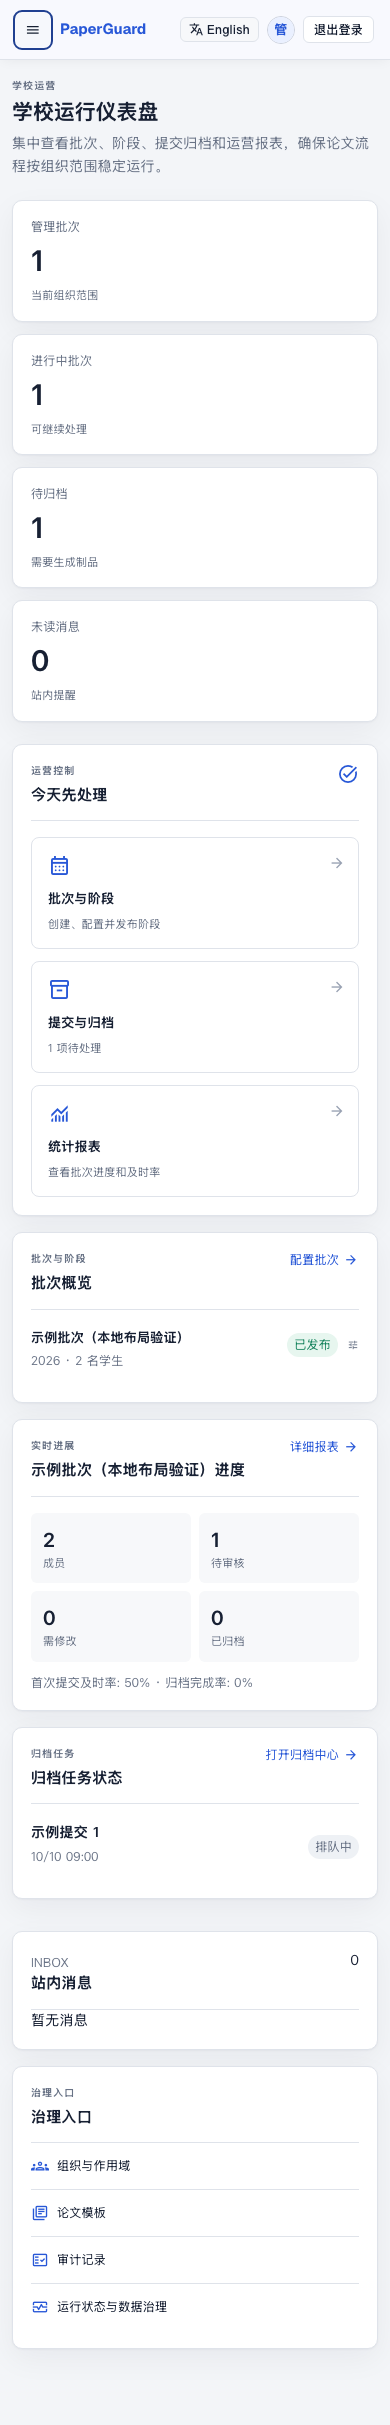 PaperGuard
English
管
退出登录
学校运营
学校运行仪表盘
集中查看批次、阶段、提交归档和运营报表，确保论文流
程按组织范围稳定运行。
管理批次
1
当前组织范围
进行中批次
1
可继续处理
待归档
1
需要生成制品
未读消息
0
站内提醒
运营控制
今天先处理
批次与阶段
创建、配置并发布阶段
提交与归档
1 项待处理
统计报表
查看批次进度和及时率
批次与阶段
配置批次
批次概览
示例批次（本地布局验证）
2026 · 2 名学生
已发布
实时进展
详细报表
示例批次（本地布局验证）进度
2
成员
1
待审核
0
需修改
0
已归档
首次提交及时率: 50% · 归档完成率: 0%
归档任务
打开归档中心
归档任务状态
示例提交 1
10/10 09:00
排队中
INBOX
0
站内消息
暂无消息
治理入口
治理入口
组织与作用域
论文模板
审计记录
运行状态与数据治理